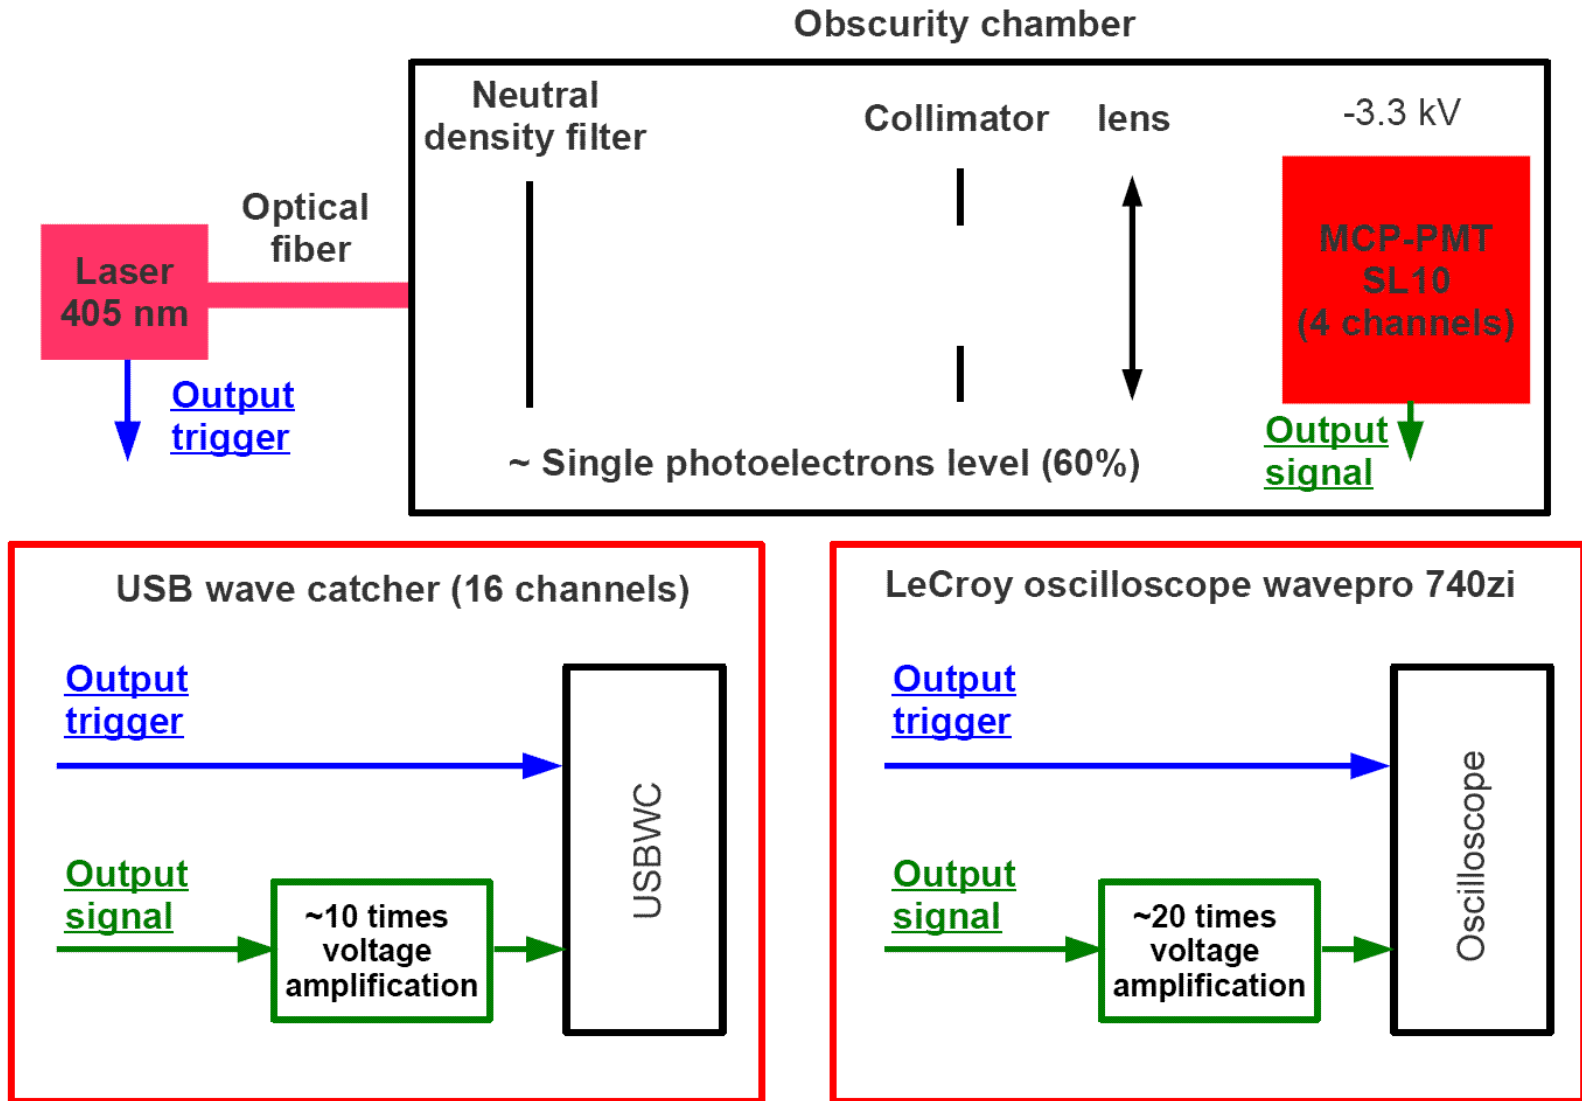 Obscurity chamber
Neutral
density filter
Collimator
lens
-3.3 kV
Optical
fiber
Laser
405 nm
MCP-PMT
SL10
(4 channels)
Output
trigger
~ Single photoelectrons level (60%)
Output
signal
USB wave catcher (16 channels)
Output
trigger
USBWC
Output
signal
~10 times
voltage
amplification
LeCroy oscilloscope wavepro 740zi
Output
trigger
Oscilloscope
Output
signal
~20 times
voltage
amplification